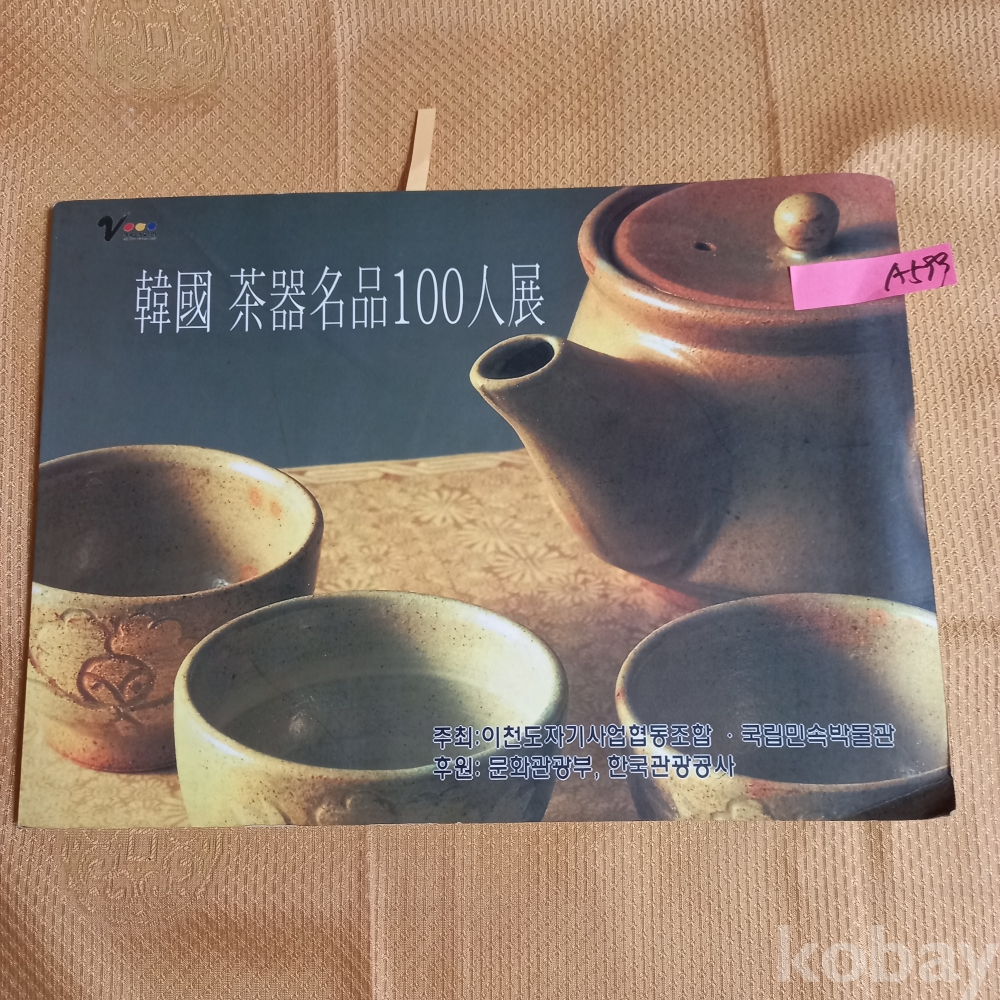 韓國 茶器名品100人展
A593
주최:이천도자기사업협동조합 · 국립민속박물관
후원: 문화관광부, 한국관광공사
kobay